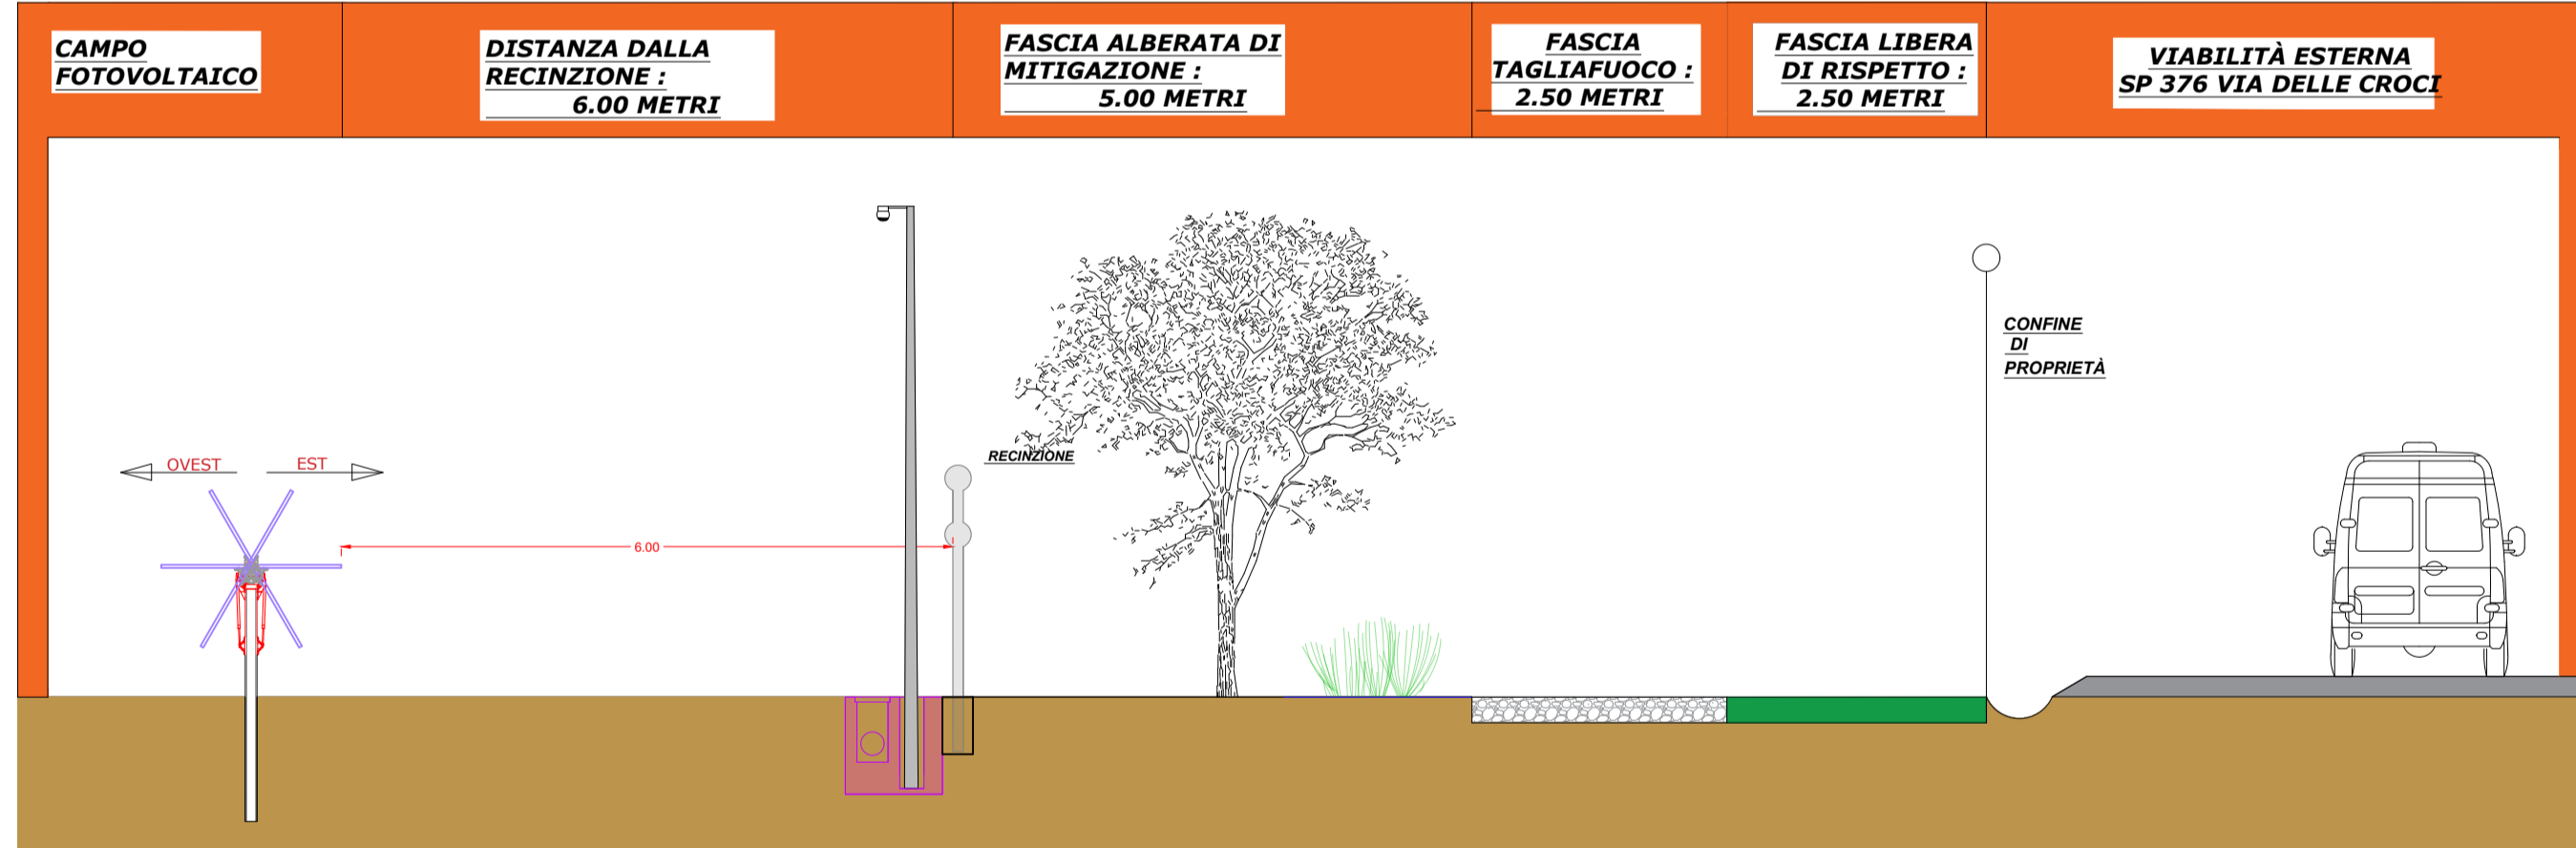 CAMPO
FOTOVOLTAICO
DISTANZA DALLA
RECINZIONE :
6.00 METRI
FASCIA ALBERATA DI
MITIGAZIONE :
5.00 METRI
FASCIA
TAGLIAFUOCO :
2.50 METRI
FASCIA LIBERA
DI RISPETTO :
2.50 METRI
VIABILITÀ ESTERNA
SP 376 VIA DELLE CROCI
CONFINE
DI
PROPRIETÀ
RECINZIONE
OVEST
EST
6.00